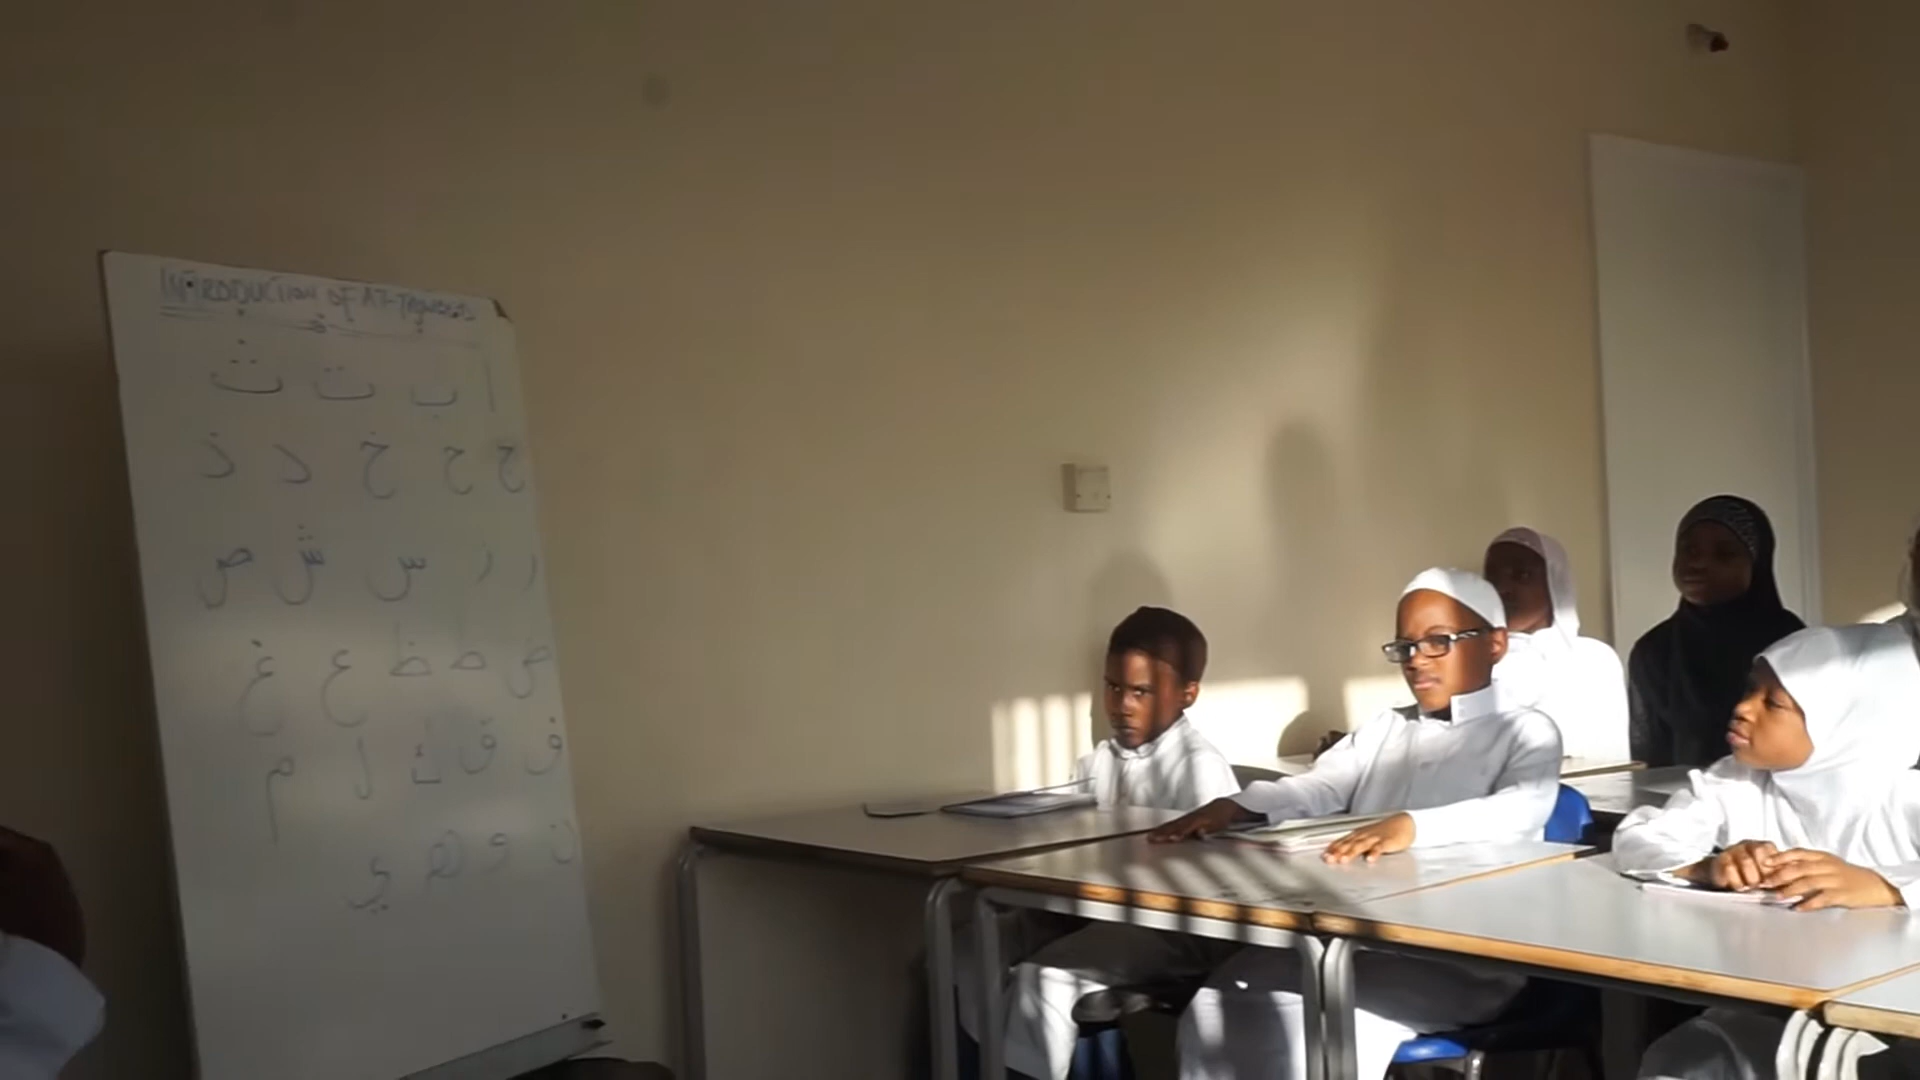 INTRODUCTION OF AT-TAJWEED
ا ب ت ث
ج ح خ د ذ
ر ز س ش ص
ض ط ظ ع غ
ف ق ك ل م
ن و ه ي